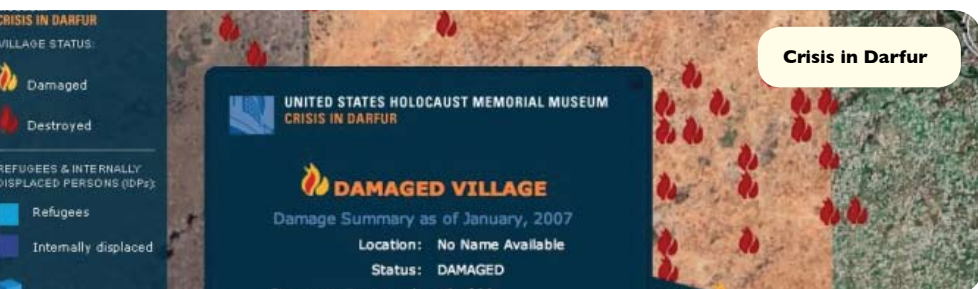 CRISIS IN DARFUR
VILLAGE STATUS:
Damaged
Destroyed
REFUGEES & INTERNALLY
DISPLACED PERSONS (IDPs):
Refugees
Internally displaced
UNITED STATES HOLOCAUST MEMORIAL MUSEUM
CRISIS IN DARFUR
DAMAGED VILLAGE
Damage Summary as of January, 2007
Location: No Name Available
Status: DAMAGED
Crisis in Darfur